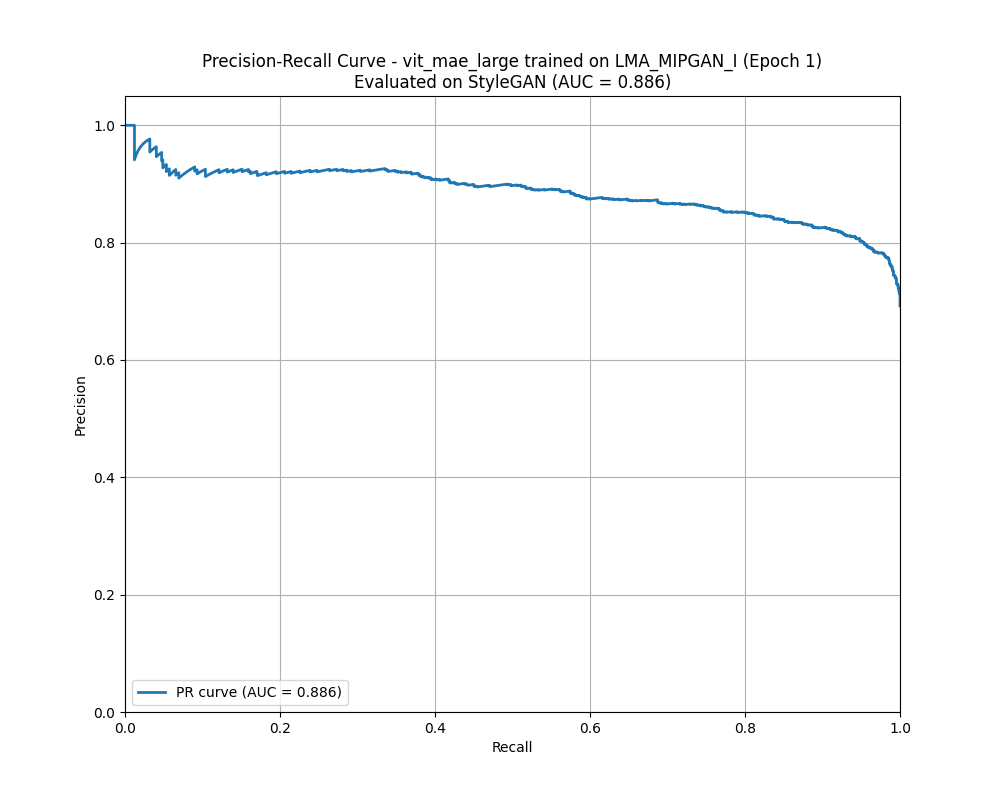 Precision-Recall Curve - vit_mae_large trained on LMA_MIPGAN_I (Epoch 1)
Evaluated on StyleGAN (AUC = 0.886)
1.0
0.8
0.6
0.4
0.2
0.0
Precision
PR curve (AUC = 0.886)
0.0 0.2 0.4 0.6 0.8 1.0
Recall